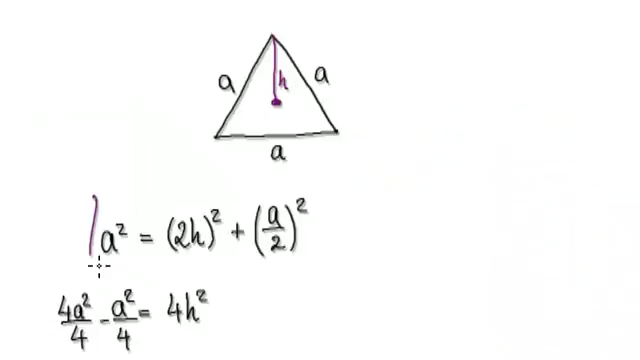 a
a
h
a
a² = (2h)² + (a/2)²
4a²/4 - a²/4 = 4h²